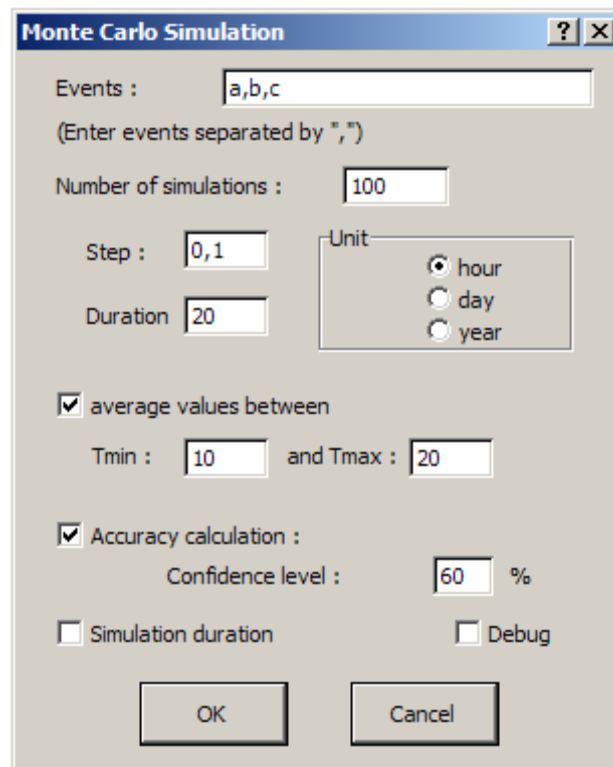 Monte Carlo Simulation
Events : a,b,c
(Enter events separated by ",")
Number of simulations : 100
Step : 0,1
Unit
hour
Duration 20
day
year
average values between
Tmin : 10 and Tmax : 20
Accuracy calculation :
Confidence level : 60 %
Simulation duration Debug
OK Cancel